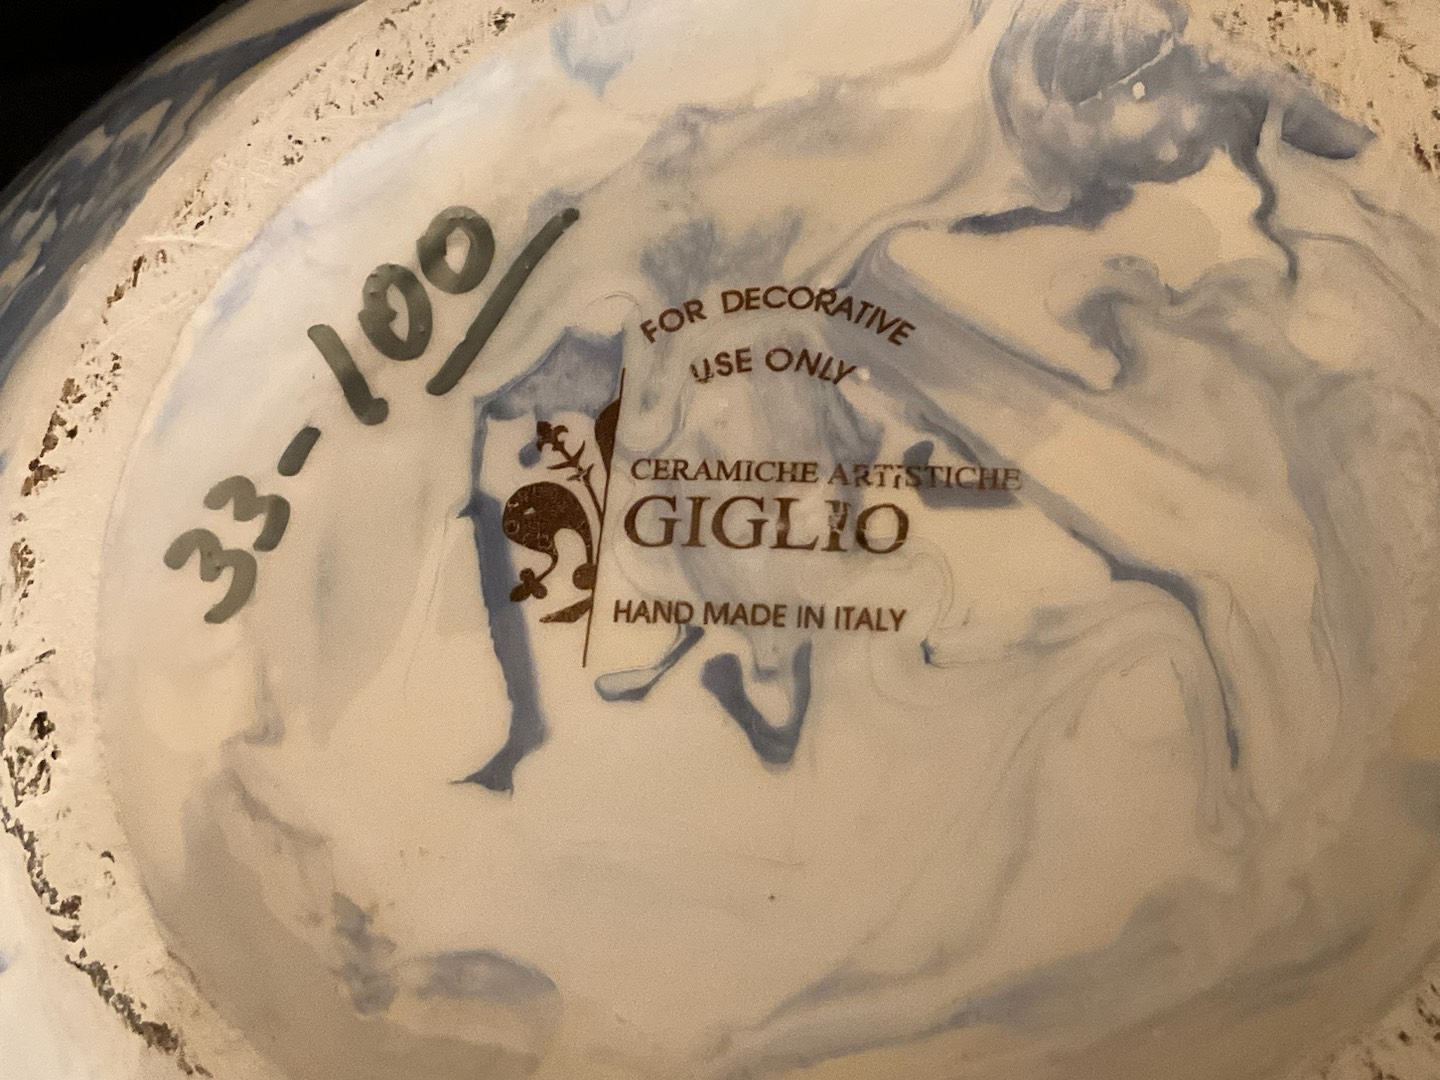 33-100/
FOR DECORATIVE
USE ONLY
CERAMICHE ARTISTICHE
GIGLIO
HAND MADE IN ITALY